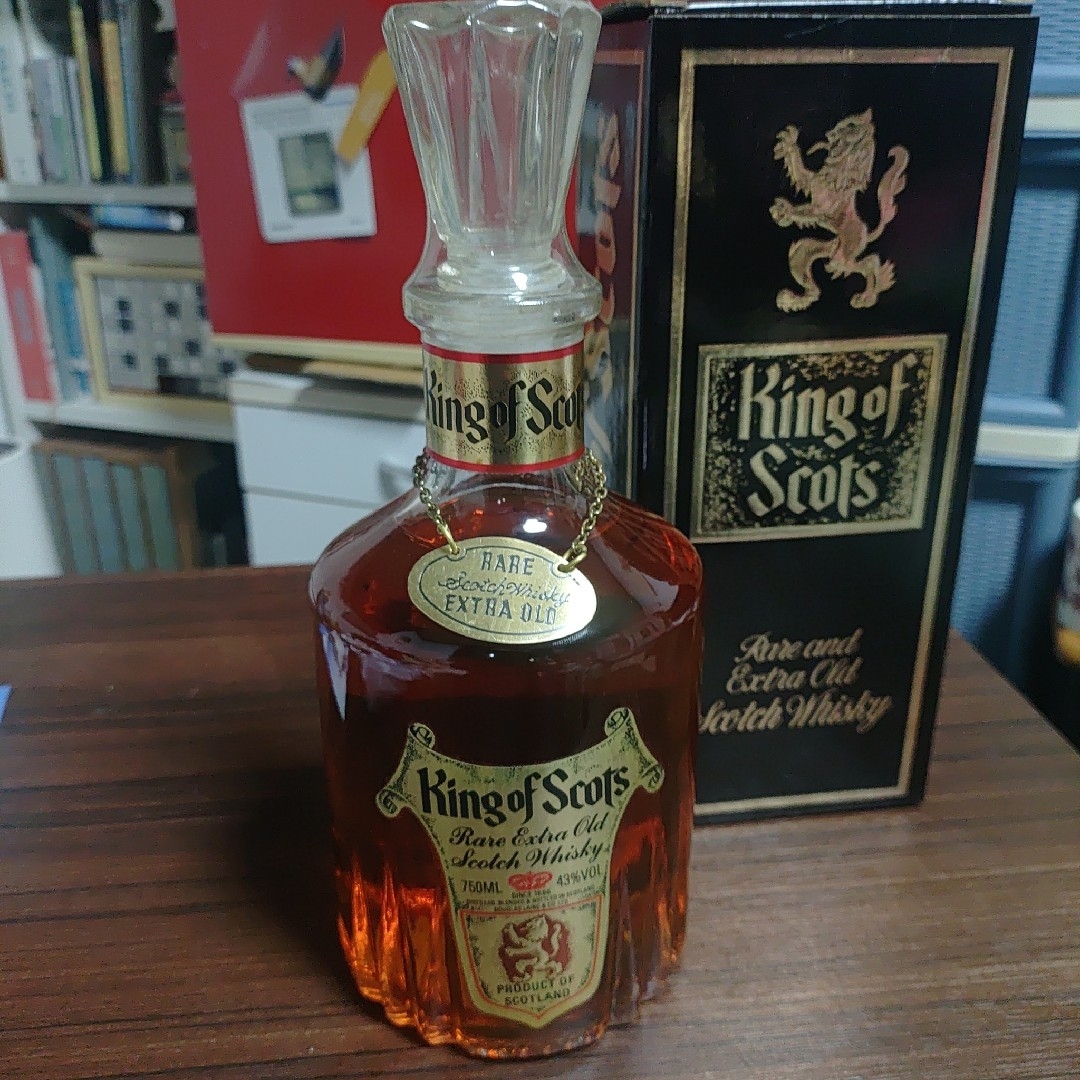 King of Scots
RARE
Scotch Whisky
EXTRA OLD
King of Scots
Rare Extra Old
Scotch Whisky
750ML 43%VOL
PRODUCT OF
SCOTLAND
King of
Scots
Rare and
Extra Old
Scotch Whisky